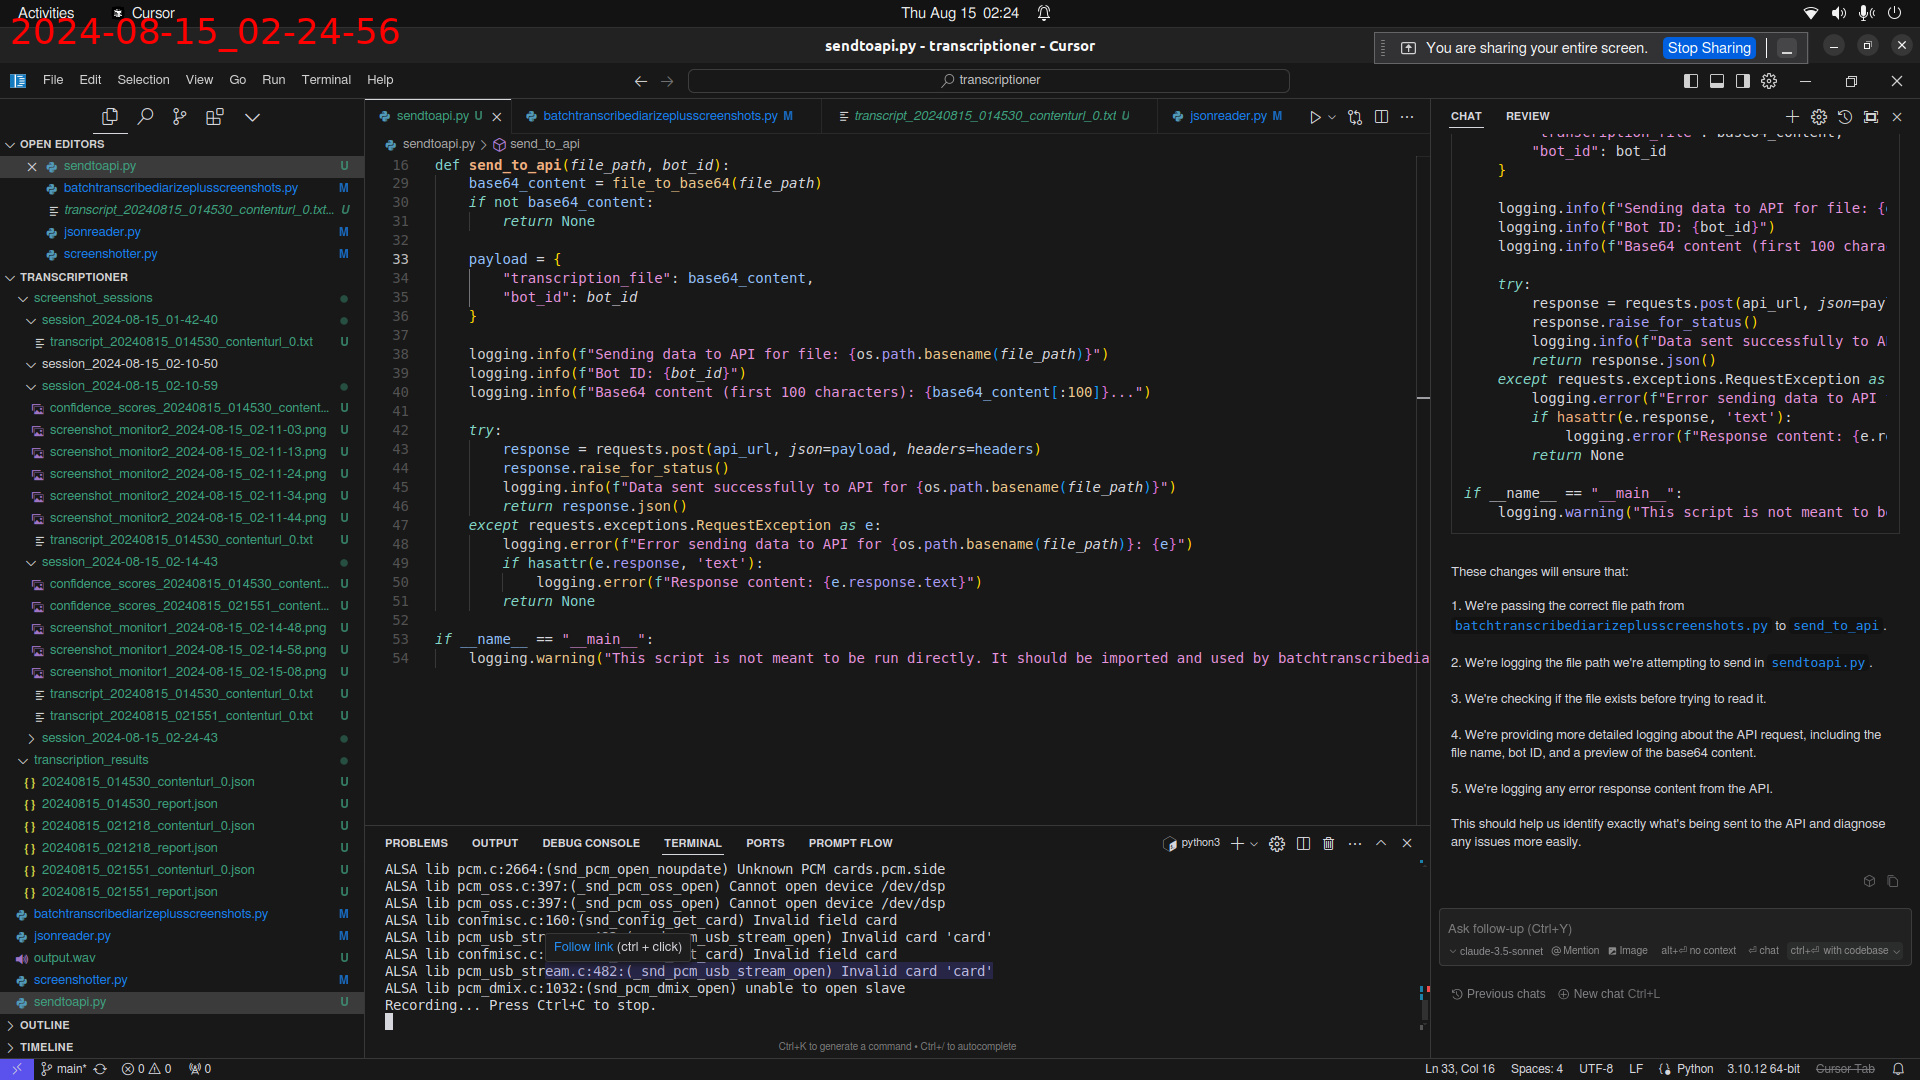 Activities
Cursor
Thu Aug 15 02:24
2024-08-15_02-24-56
sendtoapi.py - transcriptioner - Cursor
You are sharing your entire screen.
Stop Sharing
File Edit Selection View Go Run Terminal Help
transcriptioner
OPEN EDITORS
sendtoapi.py U
batchtranscribediarizeplusscreenshots.py M
transcript_20240815_014530_contenturl_0.txt... U
jsonreader.py M
screenshotter.py M
TRANSCRIPTIONER
screenshot_sessions
session_2024-08-15_01-42-40
transcript_20240815_014530_contenturl_0.txt U
session_2024-08-15_02-10-50
session_2024-08-15_02-10-59
confidence_scores_20240815_014530_content... U
screenshot_monitor2_2024-08-15_02-11-03.png U
screenshot_monitor2_2024-08-15_02-11-13.png U
screenshot_monitor2_2024-08-15_02-11-24.png U
screenshot_monitor2_2024-08-15_02-11-34.png U
screenshot_monitor2_2024-08-15_02-11-44.png U
transcript_20240815_014530_contenturl_0.txt U
session_2024-08-15_02-14-43
confidence_scores_20240815_014530_content... U
confidence_scores_20240815_021551_content... U
screenshot_monitor1_2024-08-15_02-14-48.png U
screenshot_monitor1_2024-08-15_02-14-58.png U
screenshot_monitor1_2024-08-15_02-15-08.png U
transcript_20240815_014530_contenturl_0.txt U
transcript_20240815_021551_contenturl_0.txt U
session_2024-08-15_02-24-43
transcription_results
20240815_014530_contenturl_0.json U
20240815_014530_report.json U
20240815_021218_contenturl_0.json U
20240815_021218_report.json U
20240815_021551_contenturl_0.json U
20240815_021551_report.json U
batchtranscribediarizeplusscreenshots.py M
jsonreader.py M
output.wav U
screenshotter.py M
sendtoapi.py U
OUTLINE
TIMELINE
sendtoapi.py U
batchtranscribediarizeplusscreenshots.py M
transcript_20240815_014530_contenturl_0.txt U
jsonreader.py M
sendtoapi.py > send_to_api
16 def send_to_api(file_path, bot_id):
29 base64_content = file_to_base64(file_path)
30 if not base64_content:
31 return None
32
33 payload = {
34 "transcription_file": base64_content,
35 "bot_id": bot_id
36 }
37
38 logging.info(f"Sending data to API for file: {os.path.basename(file_path)}")
39 logging.info(f"Bot ID: {bot_id}")
40 logging.info(f"Base64 content (first 100 characters): {base64_content[:100]}...")
41
42 try:
43 response = requests.post(api_url, json=payload, headers=headers)
44 response.raise_for_status()
45 logging.info(f"Data sent successfully to API for {os.path.basename(file_path)}")
46 return response.json()
47 except requests.exceptions.RequestException as e:
48 logging.error(f"Error sending data to API for {os.path.basename(file_path)}: {e}")
49 if hasattr(e.response, 'text'):
50 logging.error(f"Response content: {e.response.text}")
51 return None
52
53 if __name__ == "__main__":
54 logging.warning("This script is not meant to be run directly. It should be imported and used by batchtranscribedia
PROBLEMS OUTPUT DEBUG CONSOLE TERMINAL PORTS PROMPT FLOW
python3
ALSA lib pcm.c:2664:(snd_pcm_open_noupdate) Unknown PCM cards.pcm.side
ALSA lib pcm_oss.c:397:(_snd_pcm_oss_open) Cannot open device /dev/dsp
ALSA lib pcm_oss.c:397:(_snd_pcm_oss_open) Cannot open device /dev/dsp
ALSA lib confmisc.c:160:(snd_config_get_card) Invalid field card
ALSA lib pcm_usb_str m_usb_stream_open) Invalid card 'card'
Follow link (ctrl + click)
ALSA lib confmisc.c: t_card) Invalid field card
ALSA lib pcm_usb_stream.c:482:(_snd_pcm_usb_stream_open) Invalid card 'card'
ALSA lib pcm_dmix.c:1032:(snd_pcm_dmix_open) unable to open slave
Recording... Press Ctrl+C to stop.
Ctrl+K to generate a command • Ctrl+/ to autocomplete
CHAT REVIEW
"bot_id": bot_id
}
logging.info(f"Sending data to API for file: {
logging.info(f"Bot ID: {bot_id}")
logging.info(f"Base64 content (first 100 chara
try:
response = requests.post(api_url, json=pay
response.raise_for_status()
logging.info(f"Data sent successfully to A
return response.json()
except requests.exceptions.RequestException as
logging.error(f"Error sending data to API
if hasattr(e.response, 'text'):
logging.error(f"Response content: {e.r
return None
if __name__ == "__main__":
logging.warning("This script is not meant to b
These changes will ensure that:
1. We're passing the correct file path from
batchtranscribediarizeplusscreenshots.py to send_to_api.
2. We're logging the file path we're attempting to send in sendtoapi.py.
3. We're checking if the file exists before trying to read it.
4. We're providing more detailed logging about the API request, including the
file name, bot ID, and a preview of the base64 content.
5. We're logging any error response content from the API.
This should help us identify exactly what's being sent to the API and diagnose
any issues more easily.
Ask follow-up (Ctrl+Y)
claude-3.5-sonnet @ Mention Image alt+⏎ no context ⏎ chat ctrl+⏎ with codebase
Previous chats New chat Ctrl+L
main* 0 0 0
Ln 33, Col 16 Spaces: 4 UTF-8 LF Python 3.10.12 64-bit Cursor Tab